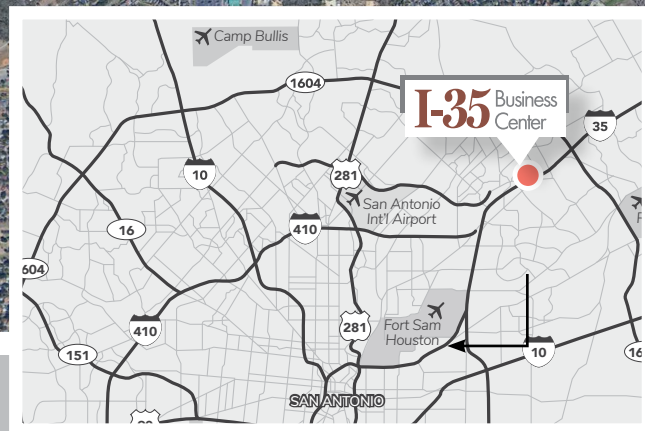 Camp Bullis
1604
I-35 Business
Center
35
10
281
San Antonio
Int'l Airport
410
16
604
281
Fort Sam
Houston
410
10
16
151
SAN ANTONIO